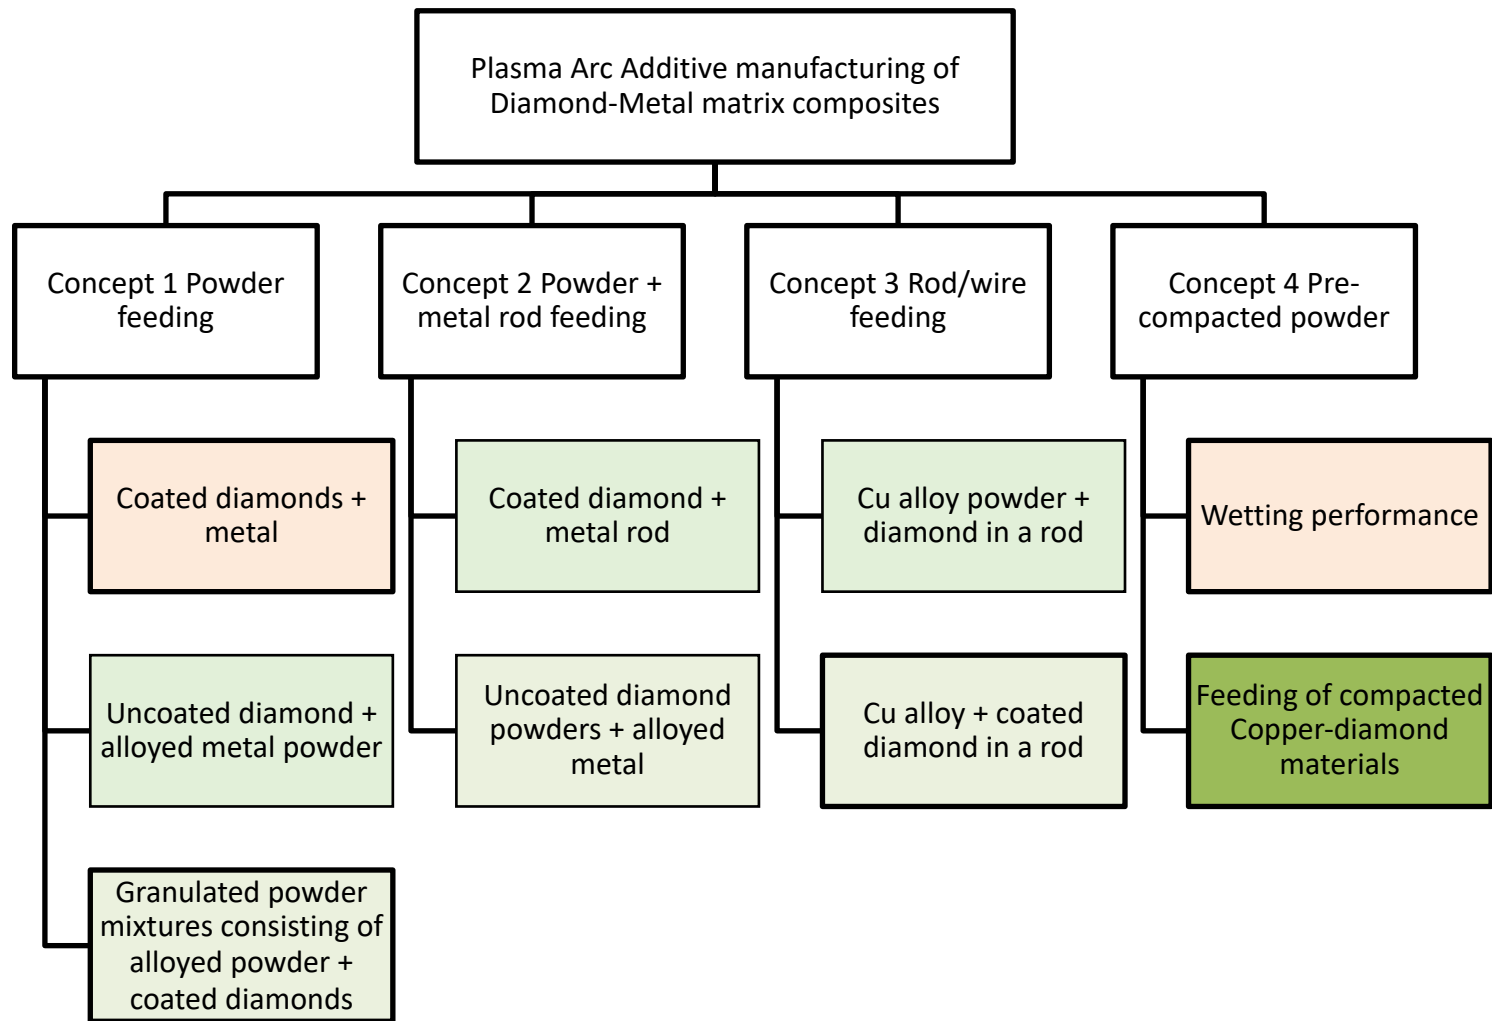 Plasma Arc Additive manufacturing of
Diamond-Metal matrix composites
Concept 1 Powder
feeding
Concept 2 Powder +
metal rod feeding
Concept 3 Rod/wire
feeding
Concept 4 Pre-
compacted powder
Coated diamonds +
metal
Coated diamond +
metal rod
Cu alloy powder +
diamond in a rod
Wetting performance
Uncoated diamond +
alloyed metal powder
Uncoated diamond
powders + alloyed
metal
Cu alloy + coated
diamond in a rod
Feeding of compacted
Copper-diamond
materials
Granulated powder
mixtures consisting of
alloyed powder +
coated diamonds